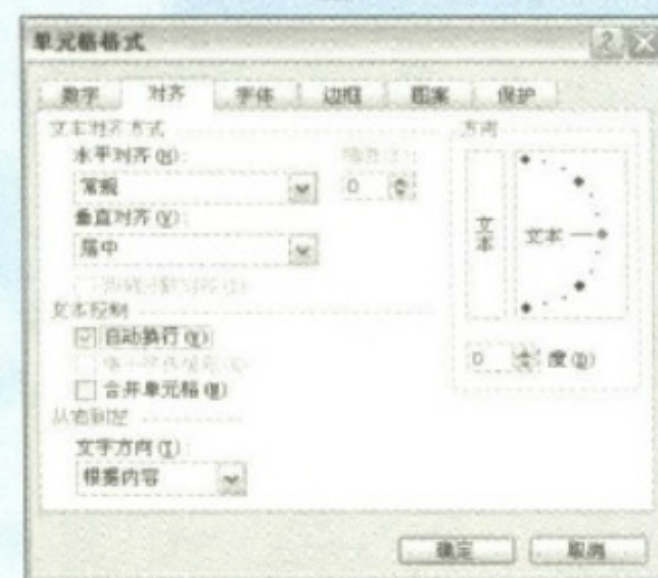 单元格格式
数字 对齐 字体 边框 图案 保护
文本对齐方式
水平对齐(H):
常规
0
垂直对齐(V):
居中
文本控制
自动换行(W)
合并单元格(M)
从右到左
文字方向(T):
根据内容
方向
文本
文本
0 度(D)
确定 取消